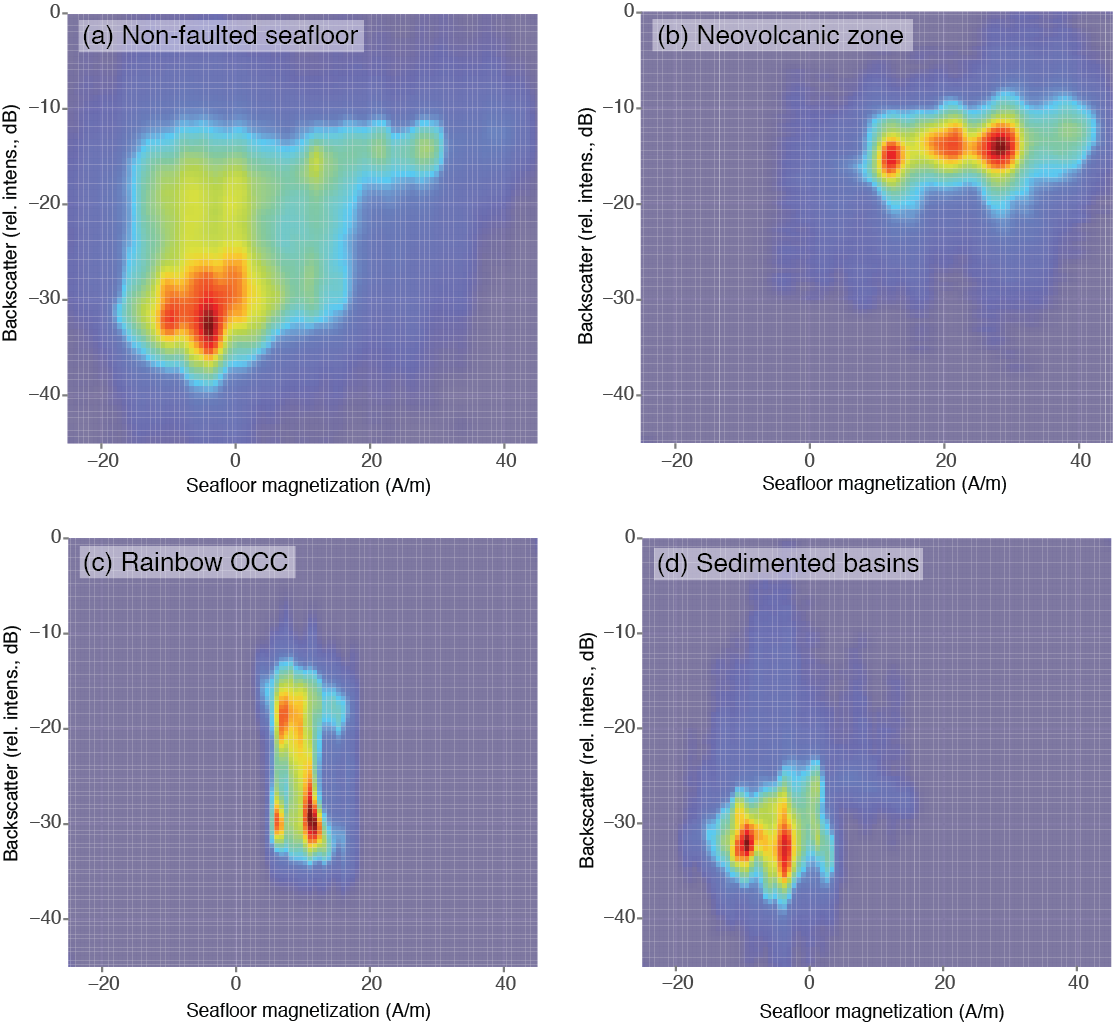 (a) Non-faulted seafloor
0
−10
−20
−30
−40
Backscatter (rel. intens., dB)
−20 0 20 40
Seafloor magnetization (A/m)
(b) Neovolcanic zone
0
−10
−20
−30
−40
Backscatter (rel. intens., dB)
−20 0 20 40
Seafloor magnetization (A/m)
(c) Rainbow OCC
0
−10
−20
−30
−40
Backscatter (rel. intens., dB)
−20 0 20 40
Seafloor magnetization (A/m)
(d) Sedimented basins
0
−10
−20
−30
−40
Backscatter (rel. intens., dB)
−20 0 20 40
Seafloor magnetization (A/m)